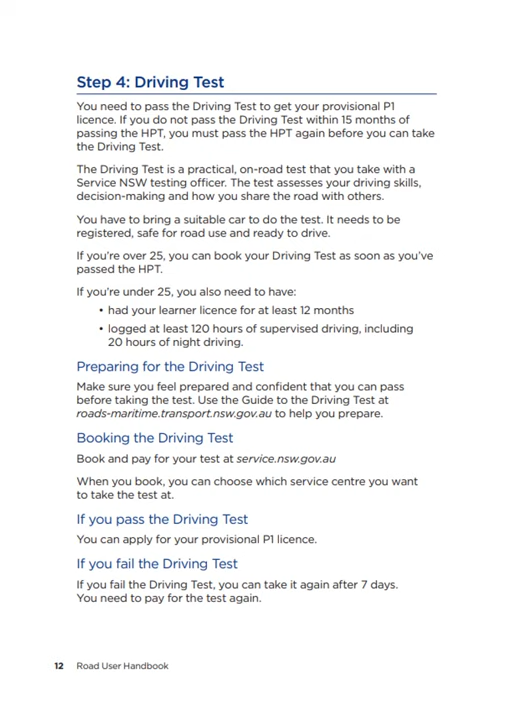 Step 4: Driving Test
You need to pass the Driving Test to get your provisional P1
licence. If you do not pass the Driving Test within 15 months of
passing the HPT, you must pass the HPT again before you can take
the Driving Test.
The Driving Test is a practical, on-road test that you take with a
Service NSW testing officer. The test assesses your driving skills,
decision-making and how you share the road with others.
You have to bring a suitable car to do the test. It needs to be
registered, safe for road use and ready to drive.
If you're over 25, you can book your Driving Test as soon as you've
passed the HPT.
If you're under 25, you also need to have:
• had your learner licence for at least 12 months
• logged at least 120 hours of supervised driving, including
20 hours of night driving.
Preparing for the Driving Test
Make sure you feel prepared and confident that you can pass
before taking the test. Use the Guide to the Driving Test at
roads-maritime.transport.nsw.gov.au to help you prepare.
Booking the Driving Test
Book and pay for your test at service.nsw.gov.au
When you book, you can choose which service centre you want
to take the test at.
If you pass the Driving Test
You can apply for your provisional P1 licence.
If you fail the Driving Test
If you fail the Driving Test, you can take it again after 7 days.
You need to pay for the test again.
12 Road User Handbook